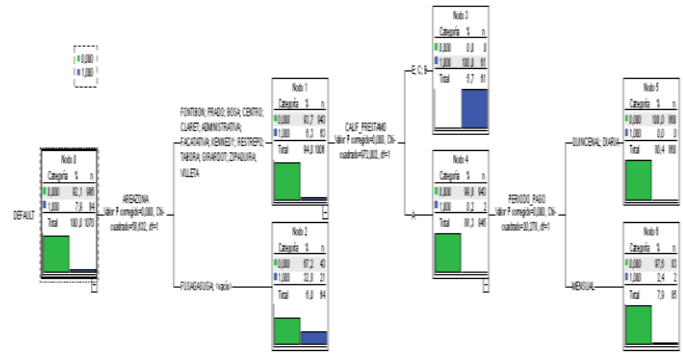 0,000
1,000
DEFAULT
Nodo 0
Categoría % n
0,000 92,1 986
1,000 7,9 84
Total 100,0 1070
AREAZONA
Valor P corregido=0,000, Chi-
cuadrado=58,632, df=1
FONTIBON; PRADO; BOSA; CENTRO;
CLARET; ADMINISTRATIVA;
FACATATIVA; KENNEDY; RESTREPO;
TABORA; GIRARDOT; ZIPAQUIRA;
VILLETA
FUSAGASUGA; <vacío>
Nodo 1
Categoría % n
0,000 93,7 943
1,000 6,3 63
Total 94,0 1006
Nodo 2
Categoría % n
0,000 67,2 43
1,000 32,8 21
Total 6,0 64
CALIF_PRESTAMO
Valor P corregido=0,000, Chi-
cuadrado=972,002, df=1
E; C; B
A
Nodo 3
Categoría % n
0,000 0,0 0
1,000 100,0 61
Total 5,7 61
Nodo 4
Categoría % n
0,000 99,8 943
1,000 0,2 2
Total 88,3 945
PERIODO_PAGO
Valor P corregido=0,000, Chi-
cuadrado=20,278, df=1
QUINCENAL; DIARIA
MENSUAL
Nodo 5
Categoría % n
0,000 100,0 860
1,000 0,0 0
Total 80,4 860
Nodo 6
Categoría % n
0,000 97,6 83
1,000 2,4 2
Total 7,9 85